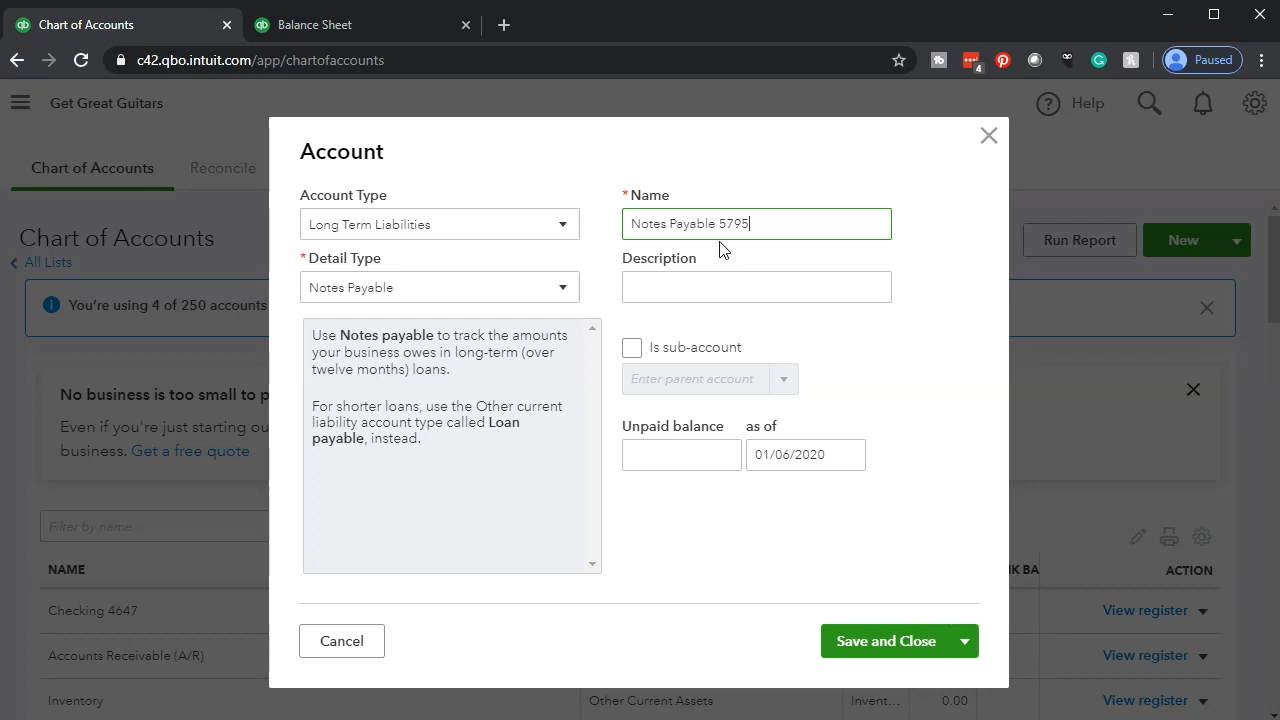 Chart of Accounts
Balance Sheet
c42.qbo.intuit.com/app/chartofaccounts
4
Paused
Get Great Guitars
Help
Chart of Accounts
Reconcile
Chart of Accounts
All Lists
Run Report
New
You're using 4 of 250 accounts
No business is too small to p
Even if you're just starting ou
business. Get a free quote
Filter by name...
NAME
NK BA
ACTION
Checking 4647
View register
Accounts Receivable (A/R)
View register
Inventory
Other Current Assets
Invent...
0.00
View register
Account
Account Type
Long Term Liabilities
*Name
Notes Payable 5795
*Detail Type
Notes Payable
Description
Use Notes payable to track the amounts
your business owes in long-term (over
twelve months) loans.
For shorter loans, use the Other current
liability account type called Loan
payable, instead.
Is sub-account
Enter parent account
Unpaid balance
as of
01/06/2020
Cancel
Save and Close